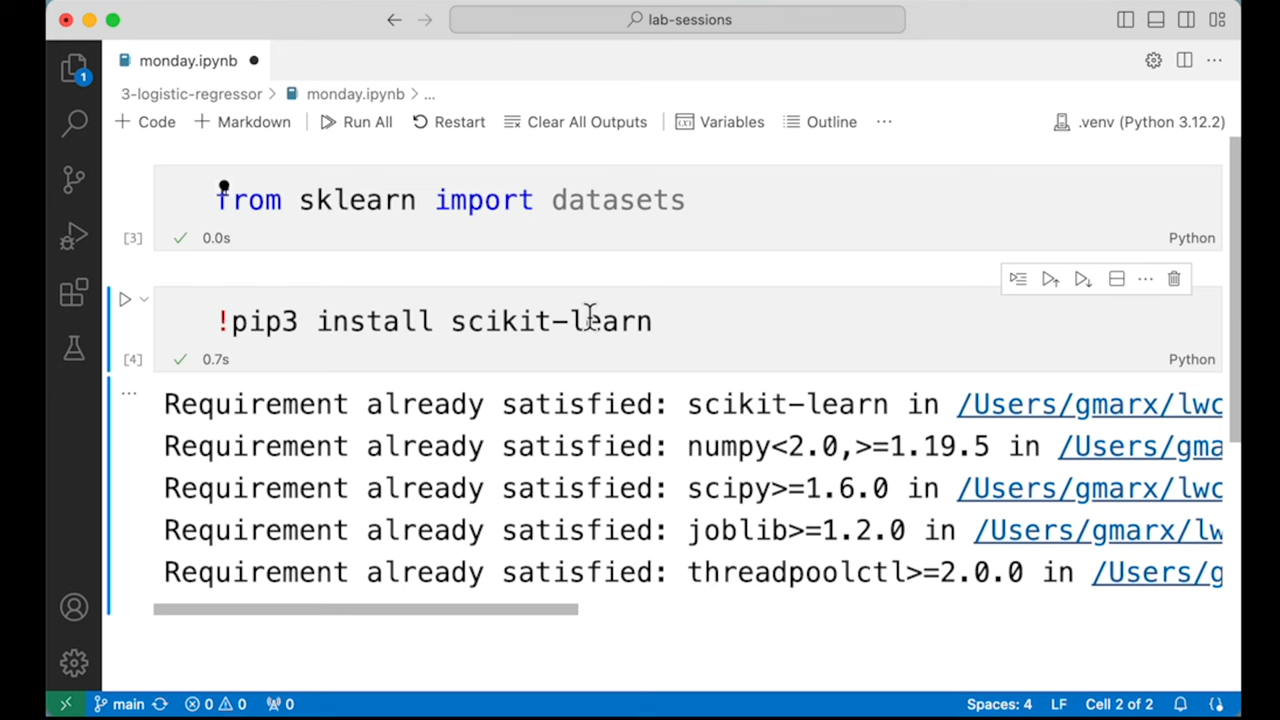 lab-sessions
monday.ipynb
1
3-logistic-regressor > monday.ipynb > ...
+ Code + Markdown Run All Restart Clear All Outputs Variables Outline ... .venv (Python 3.12.2)
from sklearn import datasets
[3] ✓ 0.0s Python
!pip3 install scikit-learn
[4] ✓ 0.7s Python
Requirement already satisfied: scikit-learn in /Users/gmarx/lwc
Requirement already satisfied: numpy<2.0,>=1.19.5 in /Users/gma
Requirement already satisfied: scipy>=1.6.0 in /Users/gmarx/lwc
Requirement already satisfied: joblib>=1.2.0 in /Users/gmarx/lw
Requirement already satisfied: threadpoolctl>=2.0.0 in /Users/g
main 0 0 0 Spaces: 4 LF Cell 2 of 2